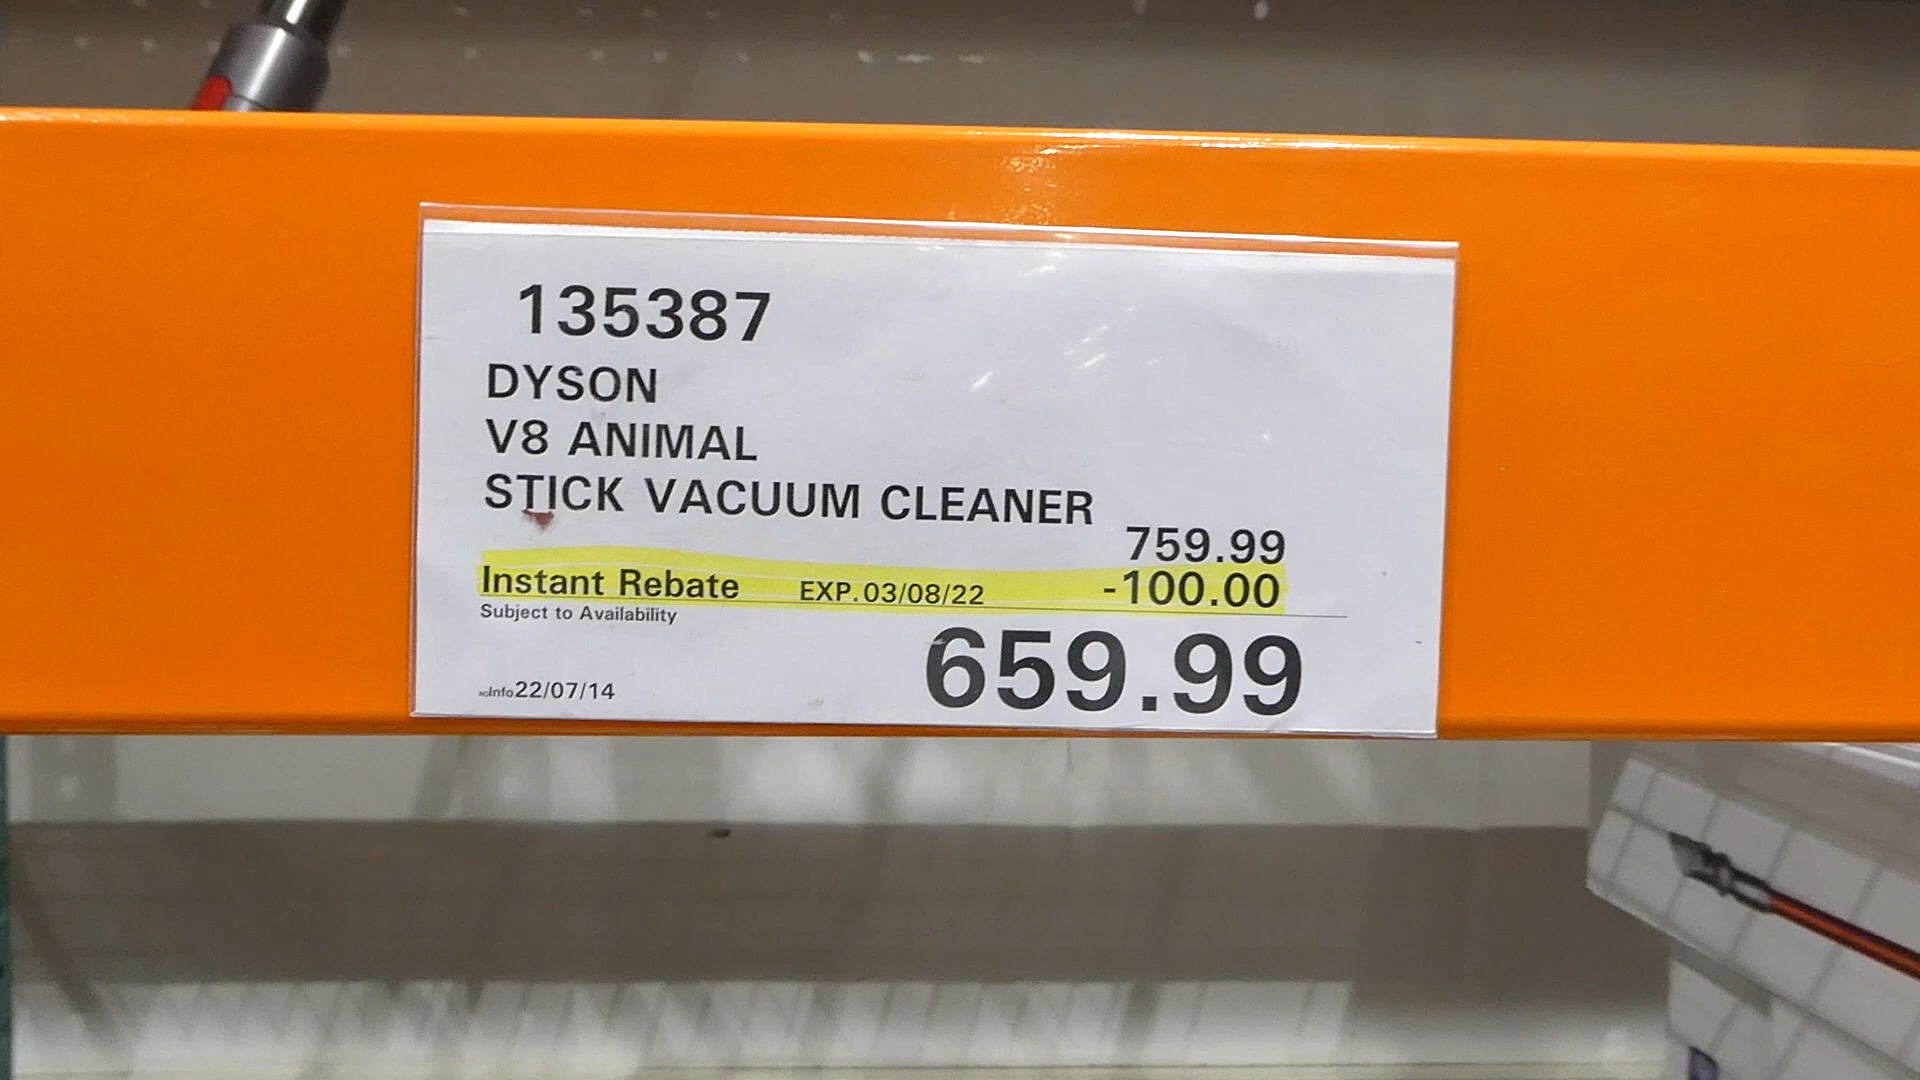 135387
DYSON
V8 ANIMAL
STICK VACUUM CLEANER
759.99
Instant Rebate EXP.03/08/22 -100.00
Subject to Availability
659.99
Info22/07/14